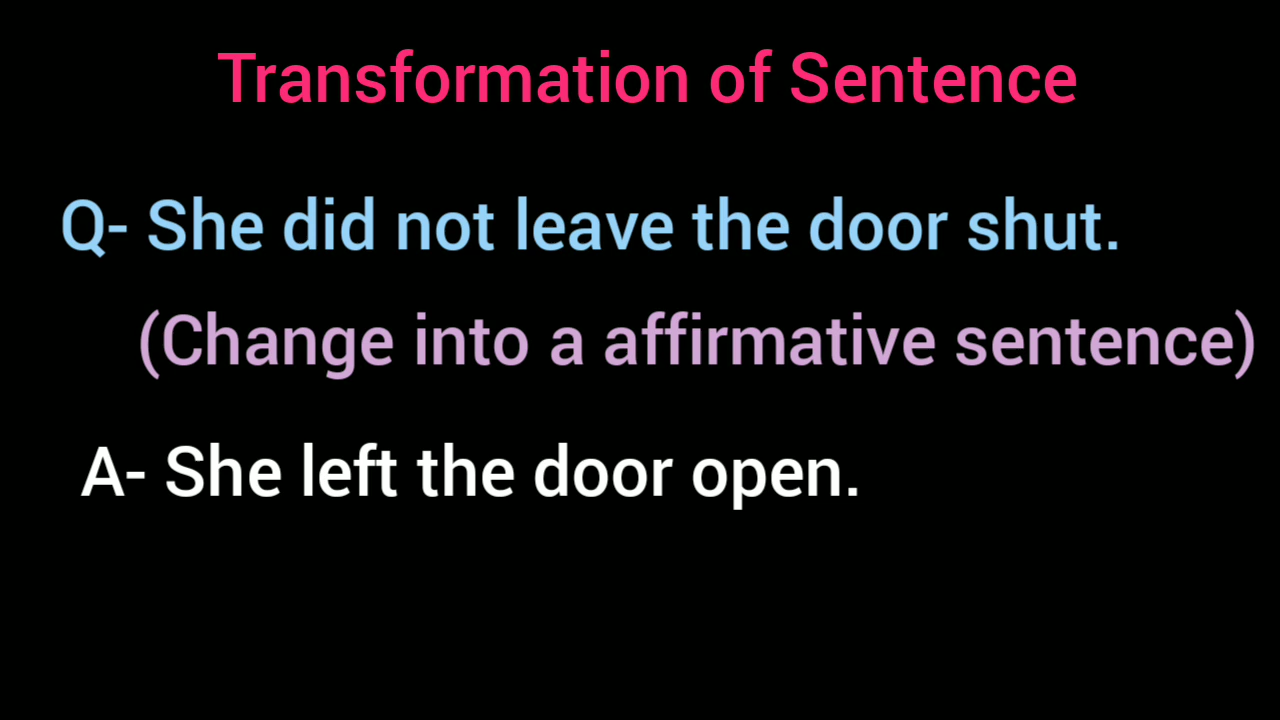 Transformation of Sentence
Q- She did not leave the door shut.
(Change into a affirmative sentence)
A- She left the door open.